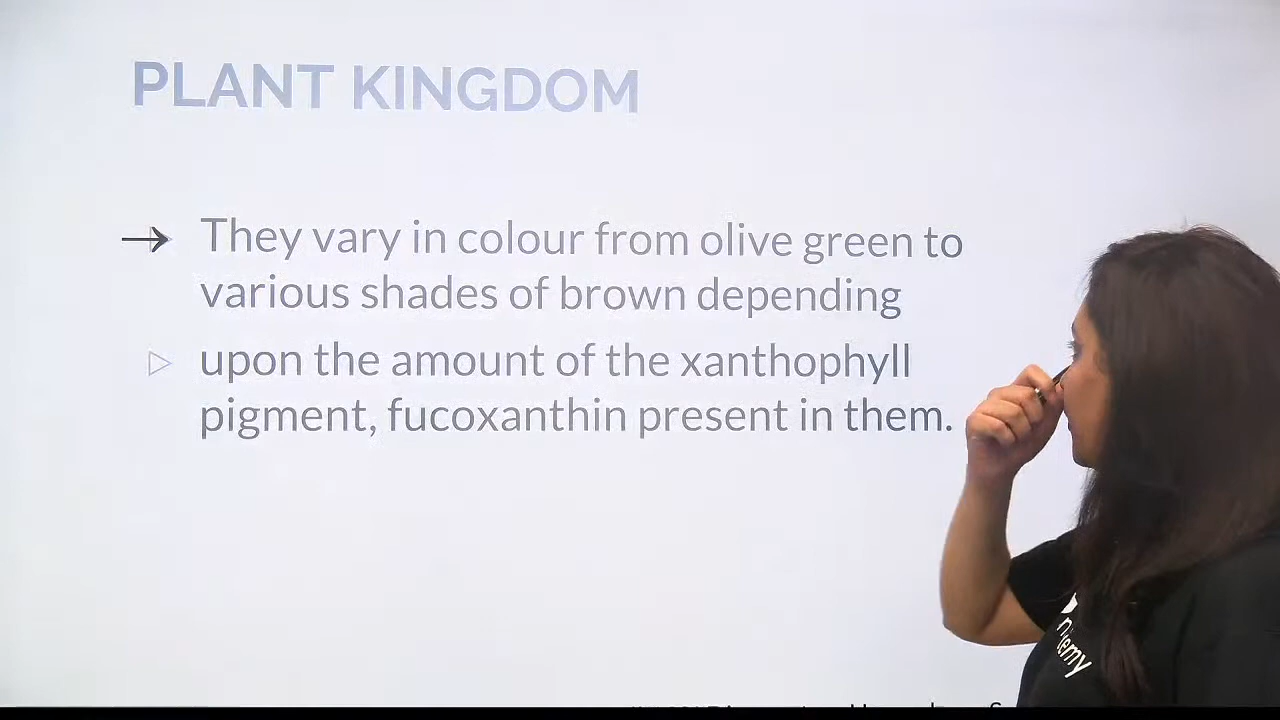 PLANT KINGDOM
They vary in colour from olive green to
various shades of brown depending
upon the amount of the xanthophyll
pigment, fucoxanthin present in them.